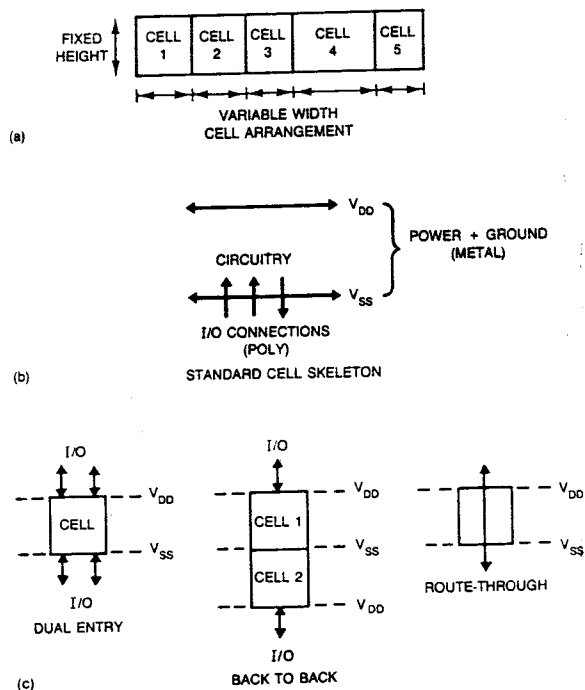 FIXED
HEIGHT
CELL
1
CELL
2
CELL
3
CELL
4
CELL
5
VARIABLE WIDTH
CELL ARRANGEMENT
(a)
V_DD
CIRCUITRY
POWER + GROUND
(METAL)
V_SS
I/O CONNECTIONS
(POLY)
(b)
STANDARD CELL SKELETON
I/O
V_DD
CELL
V_SS
I/O
DUAL ENTRY
I/O
V_DD
CELL 1
V_SS
CELL 2
V_DD
I/O
BACK TO BACK
V_DD
V_SS
ROUTE-THROUGH
(c)